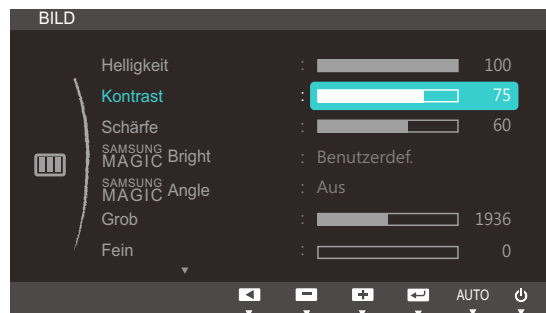 BILD
Helligkeit : 100
Kontrast : 75
Schärfe : 60
SAMSUNG MAGIC Bright : Benutzerdef.
SAMSUNG MAGIC Angle : Aus
Grob : 1936
Fein : 0
AUTO